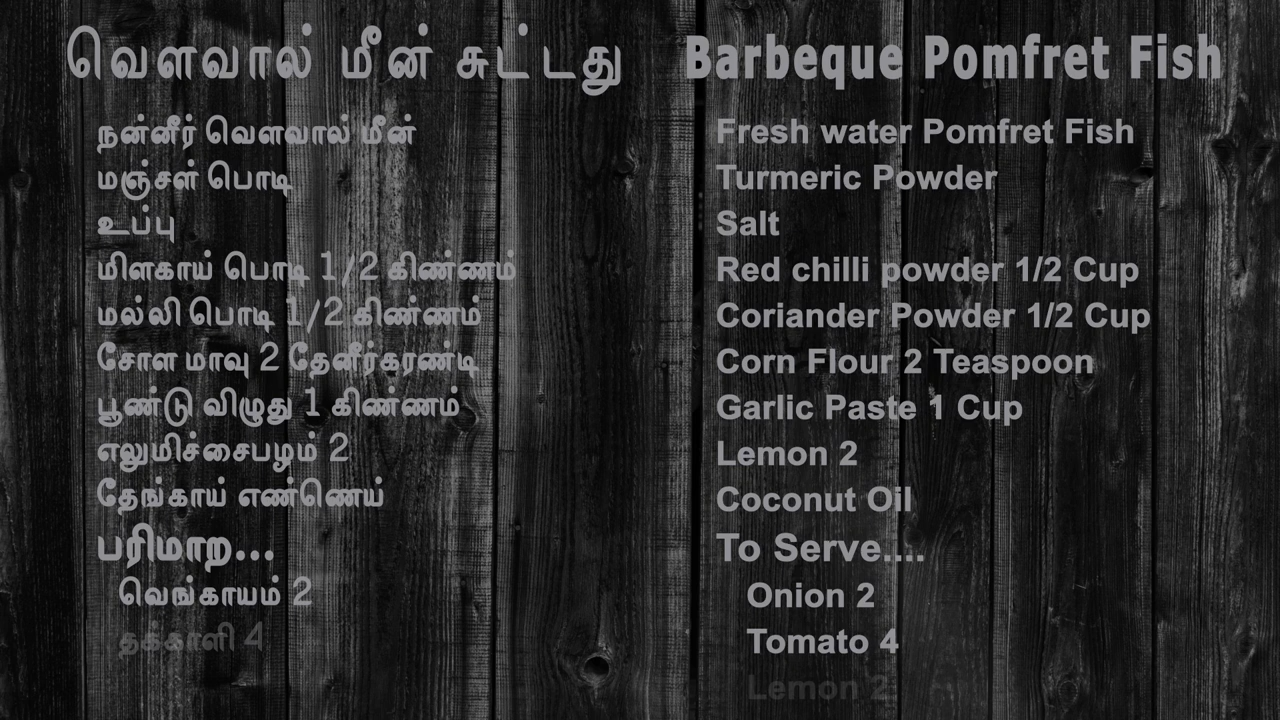 வௌவால் மீன் சுட்டது
நன்னீர் வௌவால் மீன்
மஞ்சள் பொடி
உப்பு
மிளகாய் பொடி 1/2 கிண்ணம்
மல்லி பொடி 1/2 கிண்ணம்
சோள மாவு 2 தேனீர்கரண்டி
பூண்டு விழுது 1 கிண்ணம்
எலுமிச்சைபழம் 2
தேங்காய் எண்ணெய்
பரிமாற...
வெங்காயம் 2
தக்காளி 4
Barbeque Pomfret Fish
Fresh water Pomfret Fish
Turmeric Powder
Salt
Red chilli powder 1/2 Cup
Coriander Powder 1/2 Cup
Corn Flour 2 Teaspoon
Garlic Paste 1 Cup
Lemon 2
Coconut Oil
To Serve....
Onion 2
Tomato 4
Lemon 2